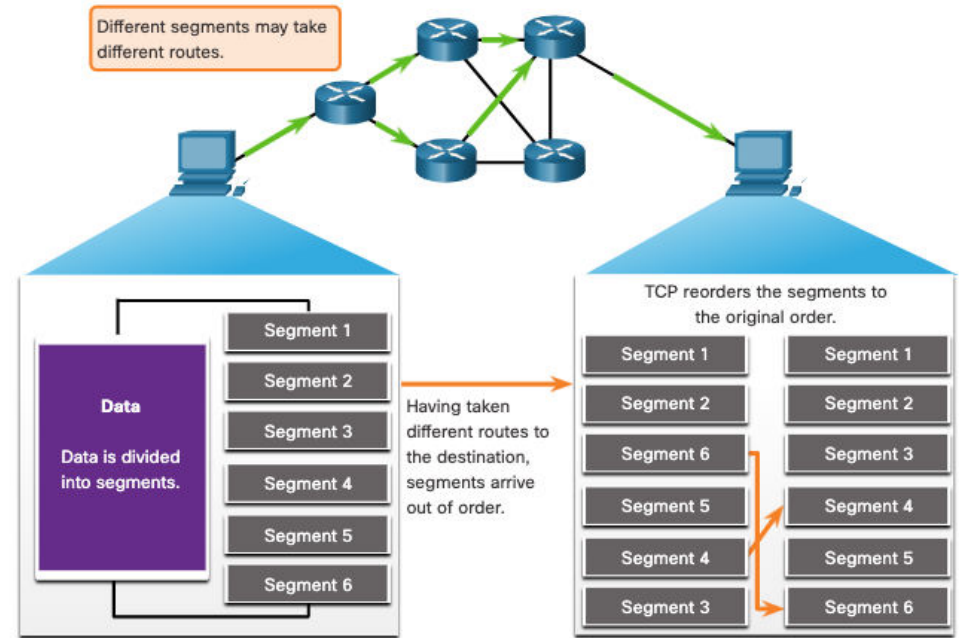 Different segments may take
different routes.
Data
Data is divided
into segments.
Segment 1
Segment 2
Segment 3
Segment 4
Segment 5
Segment 6
Having taken
different routes to
the destination,
segments arrive
out of order.
TCP reorders the segments to
the original order.
Segment 1
Segment 2
Segment 6
Segment 5
Segment 4
Segment 3
Segment 1
Segment 2
Segment 3
Segment 4
Segment 5
Segment 6